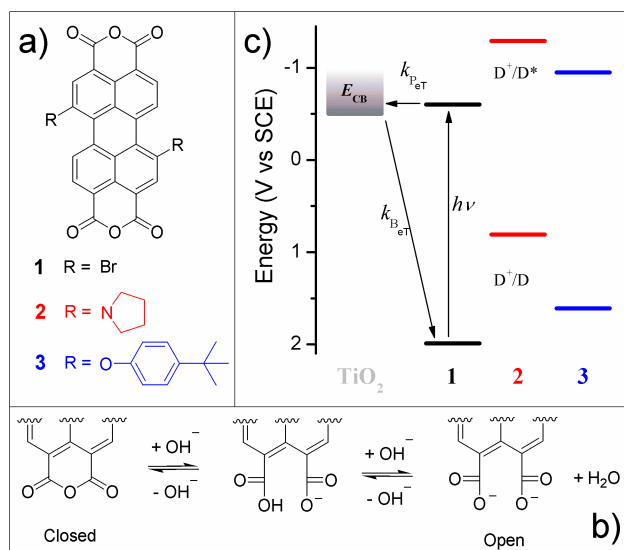 a)
O O O
R
R
O O O
1 R = Br
2 R = N
3 R = O
c)
Energy (V vs SCE)
-1
0
1
2
E_CB
k_PeT
k_BeT
hν
D⁺/D*
D⁺/D
TiO₂ 1 2 3
+ OH⁻
- OH⁻
+ OH⁻
- OH⁻
O O O
O OH O⁻ O
O O⁻ O⁻ O
+ H₂O
Closed
Open
b)